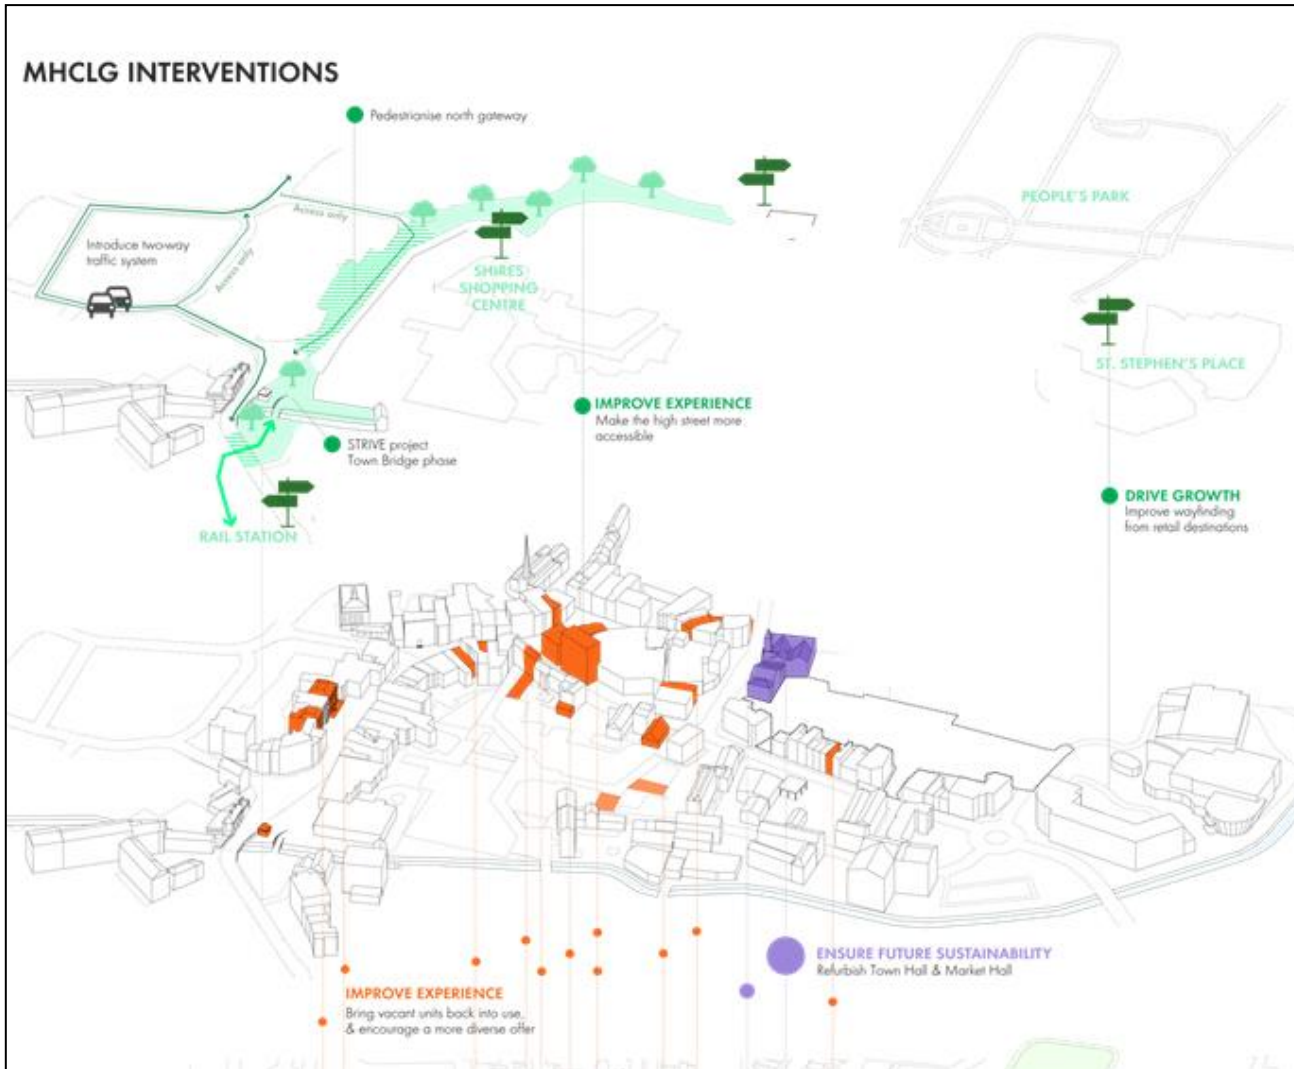 MHCLG INTERVENTIONS
Pedestrianise north gateway
Access only
Introduce two-way
traffic system
Access only
PEOPLE'S PARK
SHIRES
SHOPPING
CENTRE
ST. STEPHEN'S PLACE
IMPROVE EXPERIENCE
Make the high street more
accessible
STRIVE project
Town Bridge phase
DRIVE GROWTH
Improve wayfinding
from retail destinations
RAIL STATION
ENSURE FUTURE SUSTAINABILITY
Refurbish Town Hall & Market Hall
IMPROVE EXPERIENCE
Bring vacant units back into use,
& encourage a more diverse offer